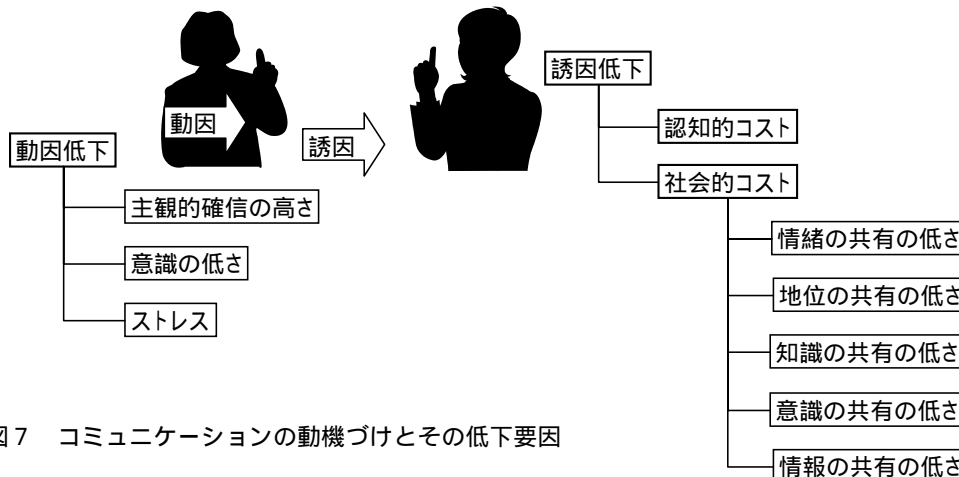 誘因低下
動因
認知的コスト
誘因
動因低下
社会的コスト
主観的確信の高さ
情緒の共有の低さ
意識の低さ
地位の共有の低さ
ストレス
知識の共有の低さ
意識の共有の低さ
図7 コミュニケーションの動機づけとその低下要因
情報の共有の低さ